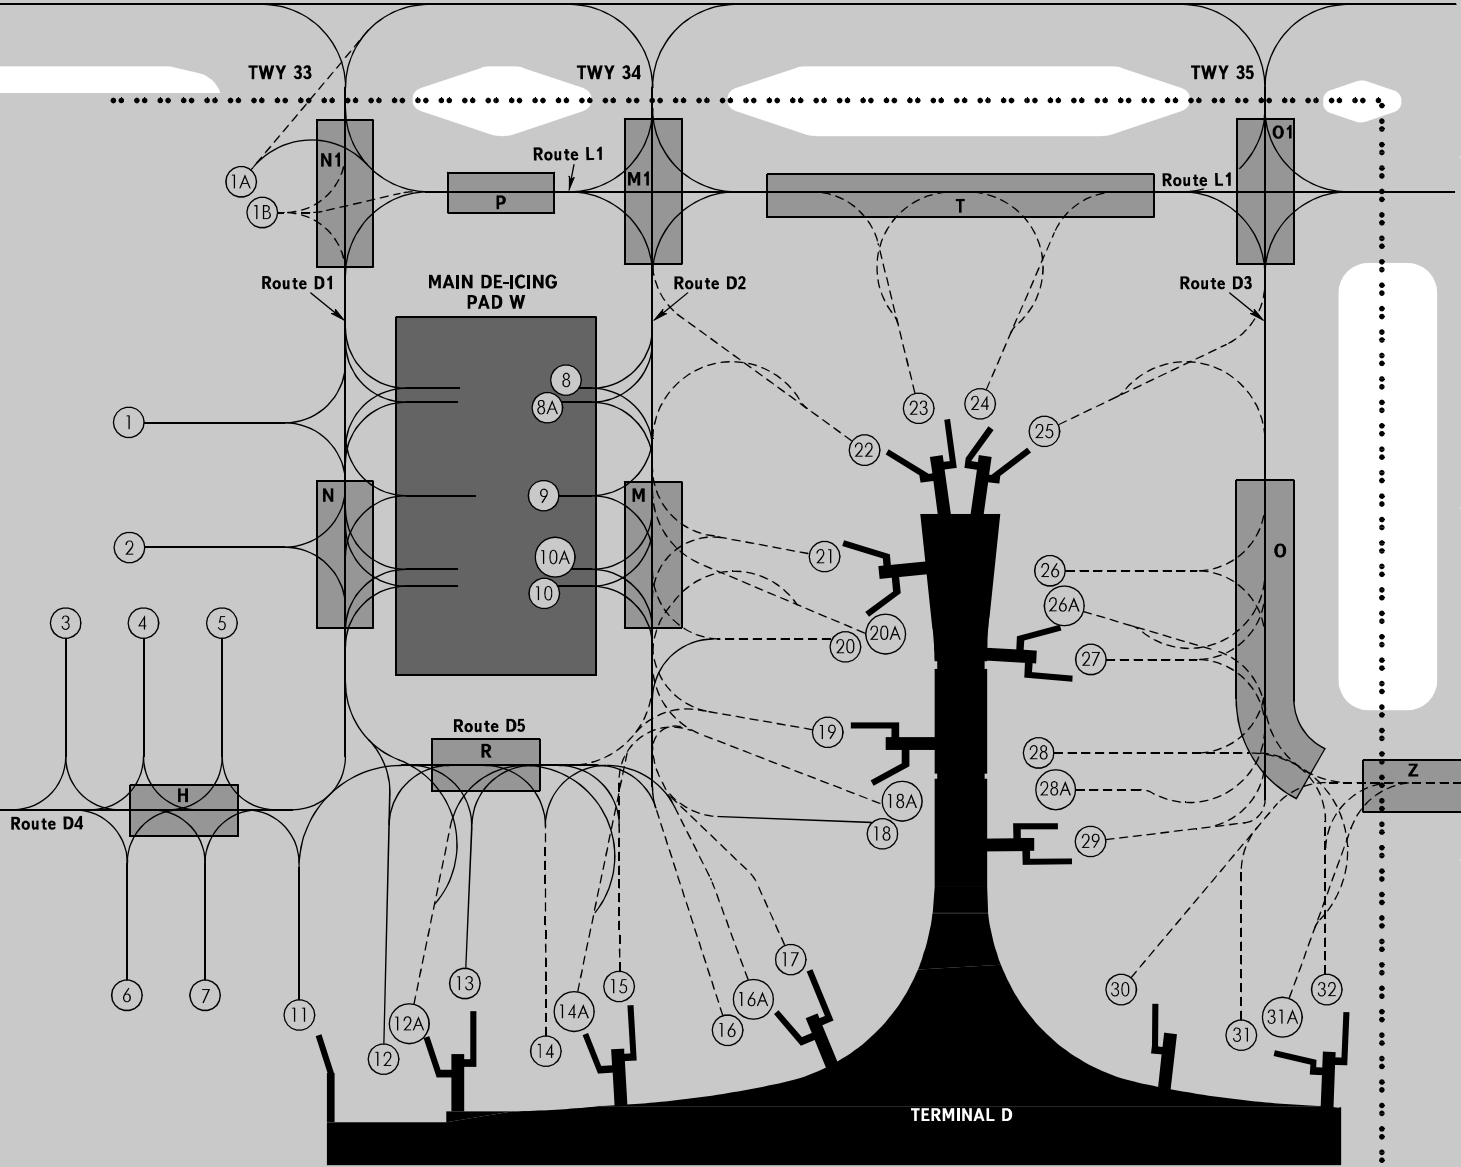 TWY 33
TWY 34
TWY 35
O1
N1
Route L1
M1
Route L1
1A
P
T
1B
Route D1
MAIN DE-ICING
PAD W
Route D2
Route D3
8
8A
23
24
1
25
22
N
9
M
2
10A
21
O
26
10
26A
3
4
5
20A
20
27
Route D5
19
R
28
Z
H
28A
18A
Route D4
18
29
17
13
15
30
32
6
7
16A
14A
11
12A
31A
16
31
14
12
TERMINAL D